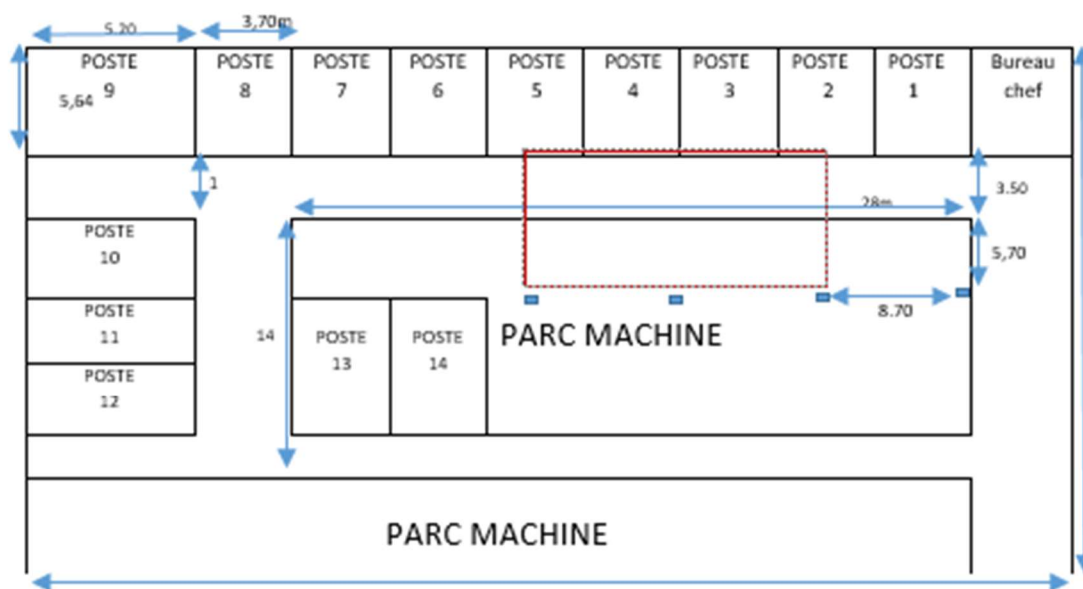 5.20
3,70m
POSTE
9
POSTE
8
POSTE
7
POSTE
6
POSTE
5
POSTE
4
POSTE
3
POSTE
2
POSTE
1
Bureau
chef
5,64
1
3.50
28m
POSTE
10
5,70
8.70
POSTE
11
14
POSTE
13
POSTE
14
PARC MACHINE
POSTE
12
PARC MACHINE